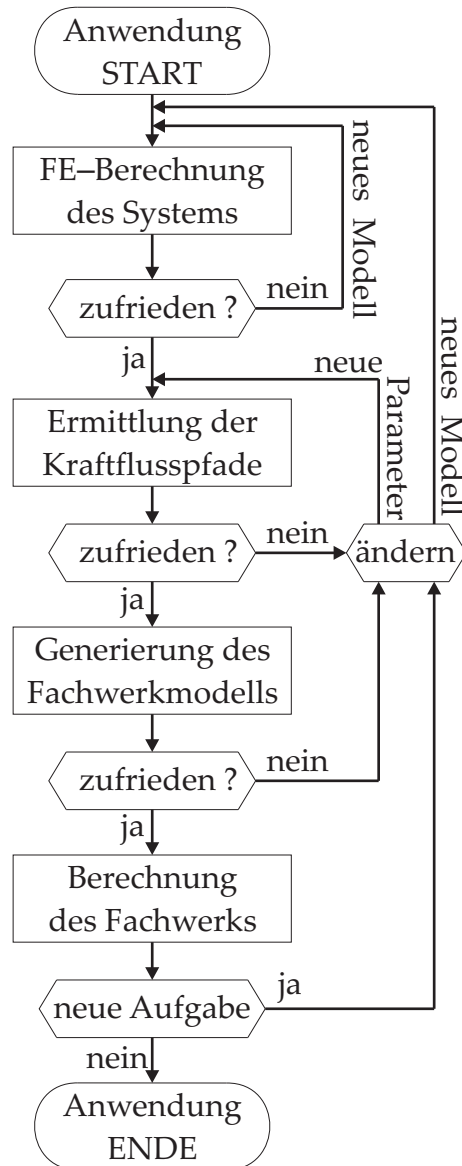 Anwendung
START
FE–Berechnung
des Systems
neues Modell
zufrieden ?
nein
ja
neue
Parameter
neues Modell
Ermittlung der
Kraftflusspfade
zufrieden ?
nein
ändern
ja
Generierung des
Fachwerkmodells
zufrieden ?
nein
ja
Berechnung
des Fachwerks
neue Aufgabe
ja
nein
Anwendung
ENDE